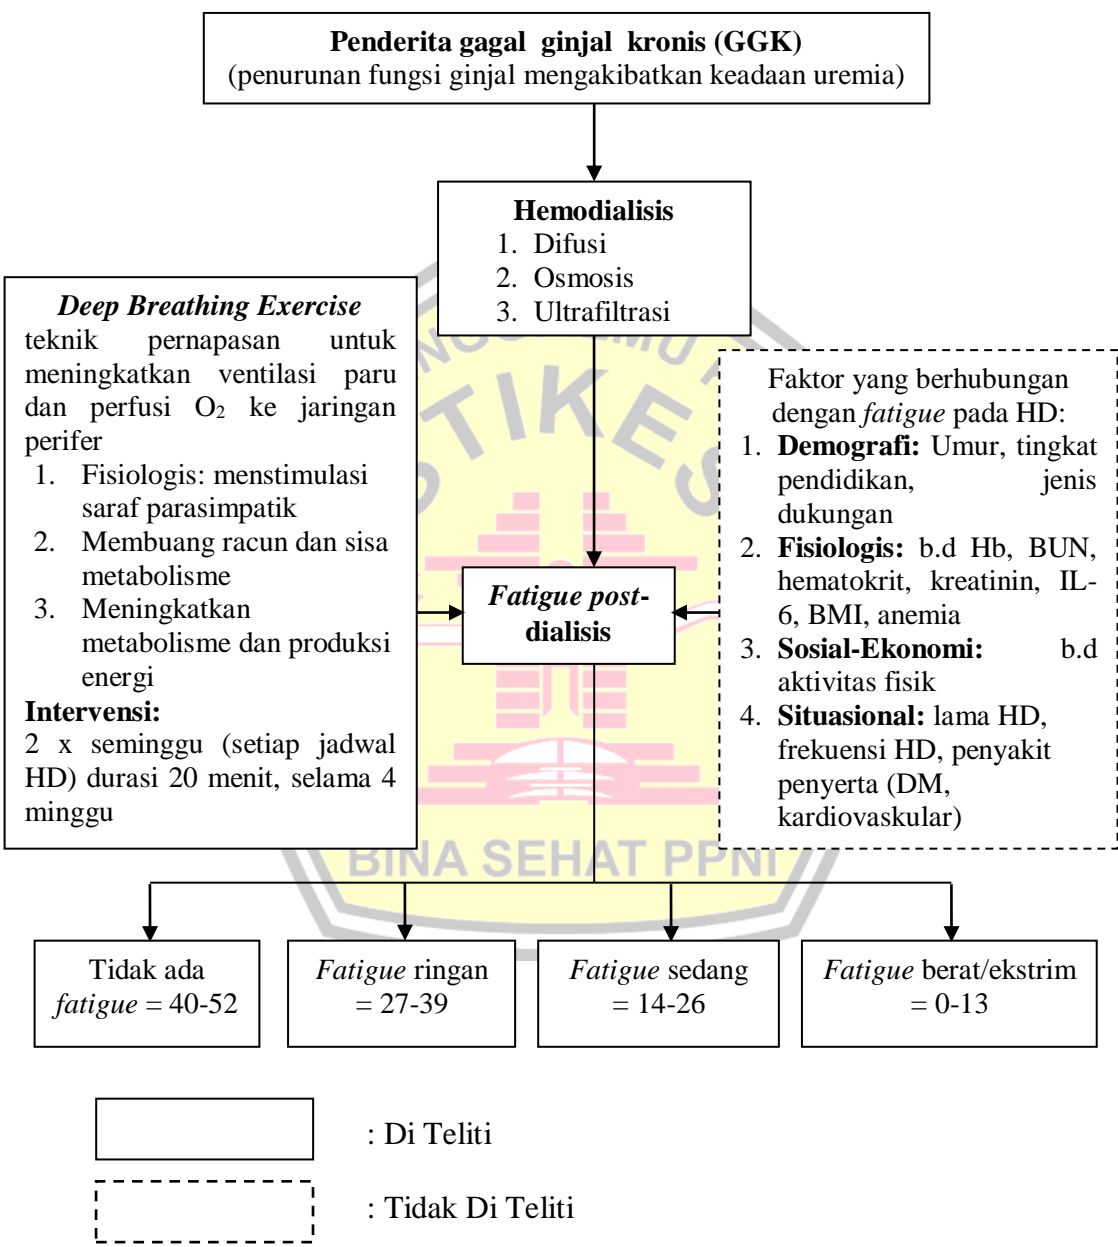 Penderita gagal ginjal kronis (GGK)
(penurunan fungsi ginjal mengakibatkan keadaan uremia)
Hemodialisis
1. Difusi
2. Osmosis
3. Ultrafiltrasi
Deep Breathing Exercise
teknik pernapasan untuk
meningkatkan ventilasi paru
dan perfusi O₂ ke jaringan
perifer
1. Fisiologis: menstimulasi
saraf parasimpatik
2. Membuang racun dan sisa
metabolisme
3. Meningkatkan
metabolisme dan produksi
energi
Intervensi:
2 x seminggu (setiap jadwal
HD) durasi 20 menit, selama 4
minggu
Fatigue post-
dialisis
Faktor yang berhubungan
dengan fatigue pada HD:
1. Demografi: Umur, tingkat
pendidikan, jenis
dukungan
2. Fisiologis: b.d Hb, BUN,
hematokrit, kreatinin, IL-
6, BMI, anemia
3. Sosial-Ekonomi: b.d
aktivitas fisik
4. Situasional: lama HD,
frekuensi HD, penyakit
penyerta (DM,
kardiovaskular)
STIKES
BINA SEHAT PPNI
Tidak ada
fatigue = 40-52
Fatigue ringan
= 27-39
Fatigue sedang
= 14-26
Fatigue berat/ekstrim
= 0-13
: Di Teliti
: Tidak Di Teliti